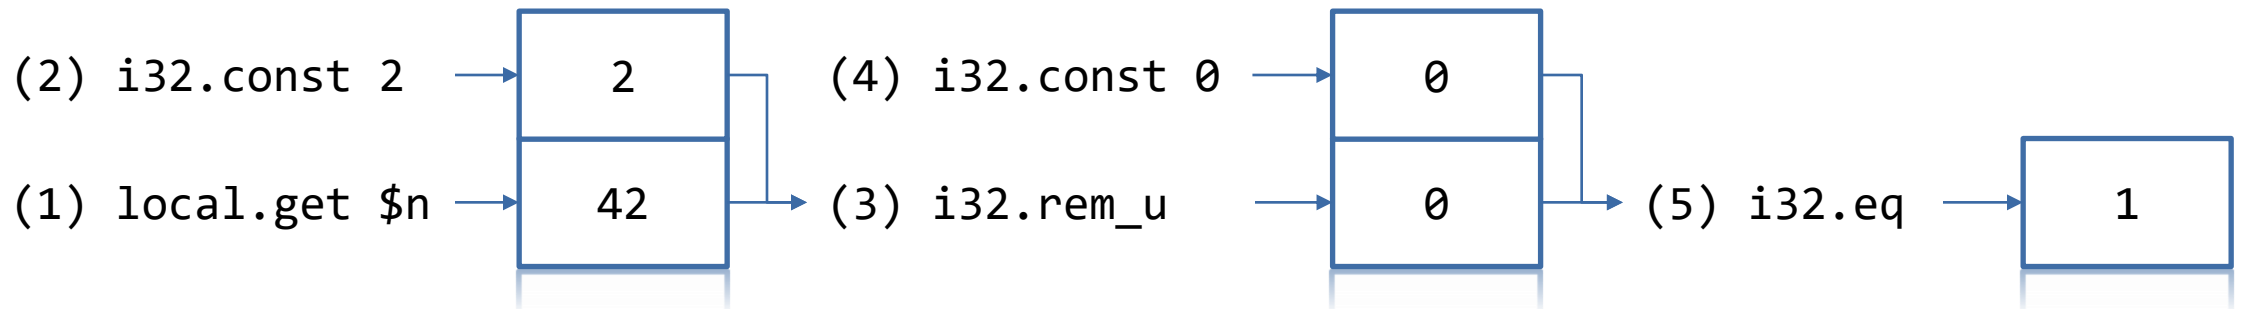 (2) i32.const 2 2 (4) i32.const 0 0
(1) local.get $n 42 (3) i32.rem_u 0 (5) i32.eq 1